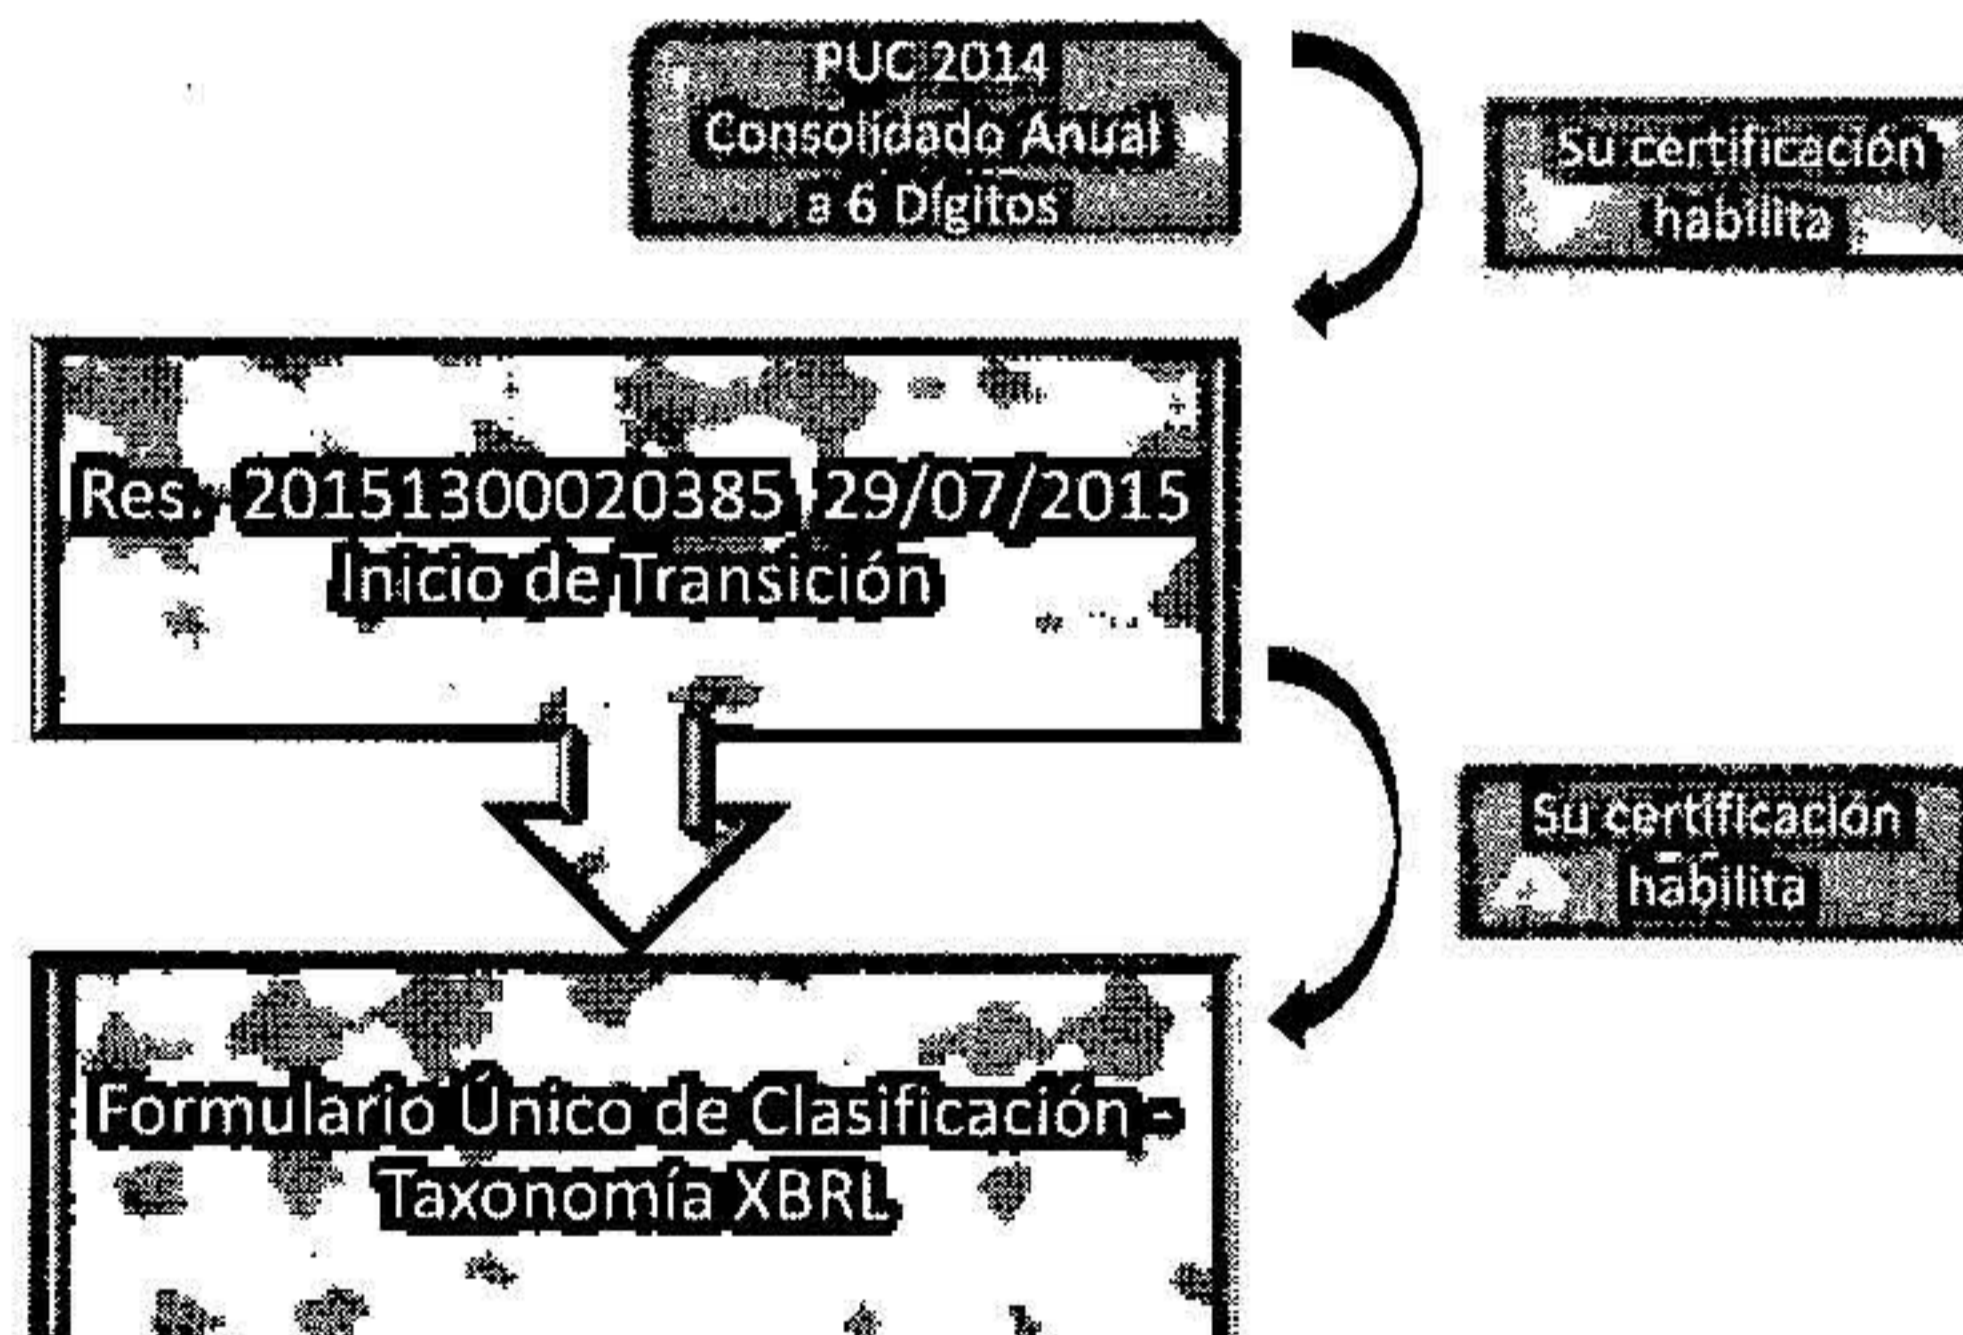 PUC 2014
Consolidado Anual
a 6 Dígitos
Su certificación
habilita
Res. 20151300020385 29/07/2015
Inicio de Transición
Su certificación
habilita
Formulario Único de Clasificación -
Taxonomía XBRL